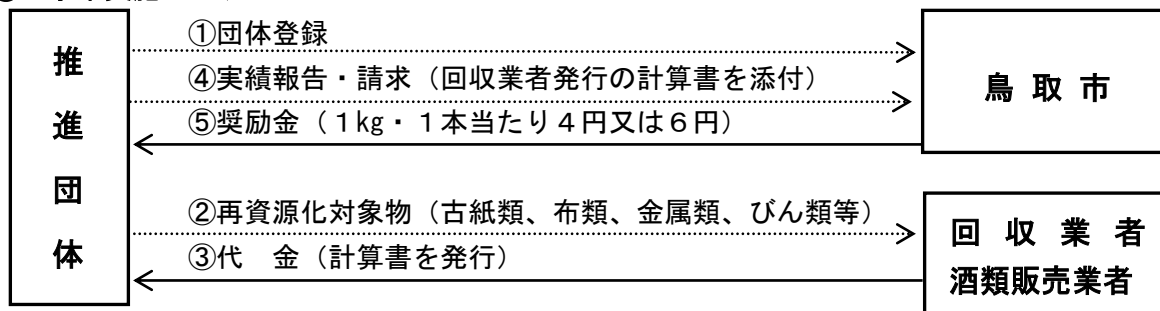 推進団体
①団体登録
④実績報告・請求（回収業者発行の計算書を添付）
⑤奨励金（１kg・１本当たり４円又は６円）
鳥取市
②再資源化対象物（古紙類、布類、金属類、びん類等）
③代　金（計算書を発行）
回収業者
酒類販売業者